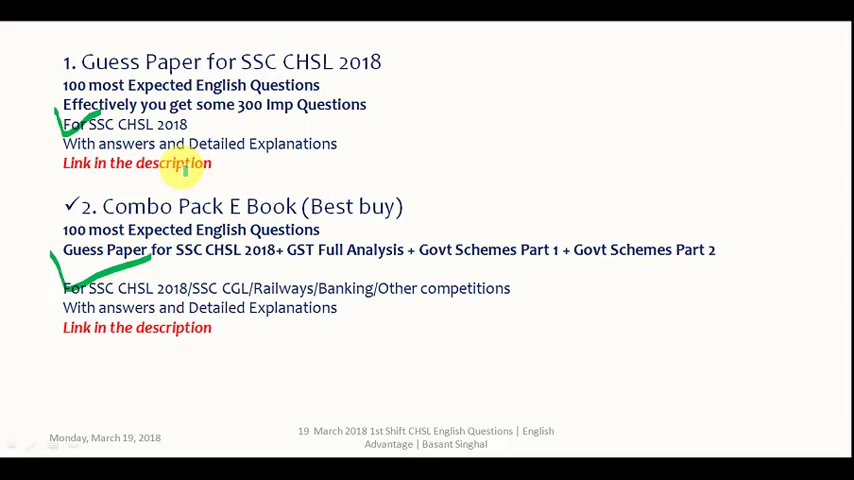 1. Guess Paper for SSC CHSL 2018
100 most Expected English Questions
Effectively you get some 300 Imp Questions
For SSC CHSL 2018
With answers and Detailed Explanations
Link in the description
✓2. Combo Pack E Book (Best buy)
100 most Expected English Questions
Guess Paper for SSC CHSL 2018+ GST Full Analysis + Govt Schemes Part 1 + Govt Schemes Part 2
For SSC CHSL 2018/SSC CGL/Railways/Banking/Other competitions
With answers and Detailed Explanations
Link in the description
Monday, March 19, 2018
19 March 2018 1st Shift CHSL English Questions | English
Advantage | Basant Singhal